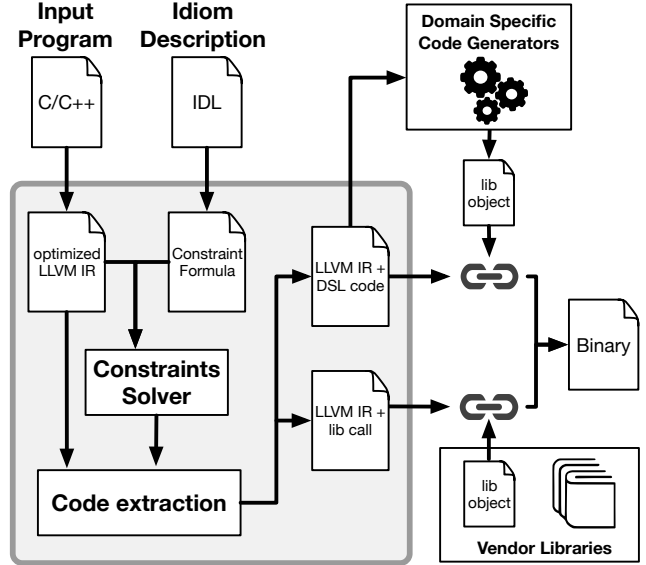 Input
Program
Idiom
Description
Domain Specific
Code Generators
C/C++
IDL
lib
object
optimized
LLVM IR
Constraint
Formula
LLVM IR +
DSL code
Constraints
Solver
Binary
LLVM IR +
lib call
Code extraction
lib
object
Vendor Libraries